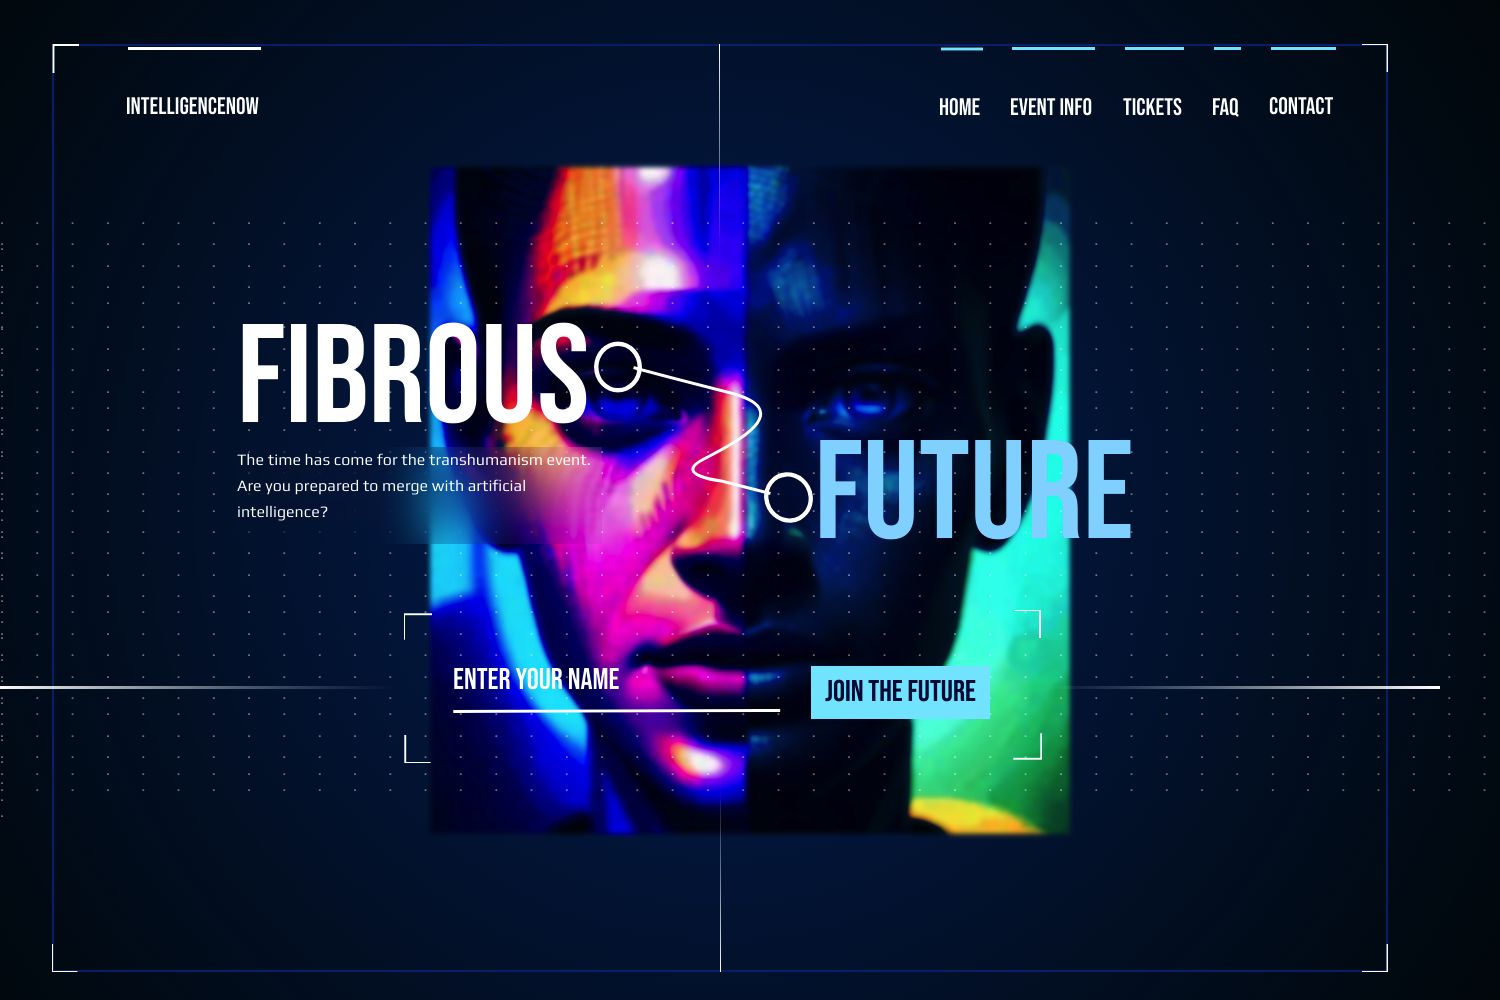 INTELLIGENCENOW
HOME EVENT INFO TICKETS FAQ CONTACT
FIBROUS
The time has come for the transhumanism event.
Are you prepared to merge with artificial
intelligence?
FUTURE
ENTER YOUR NAME
JOIN THE FUTURE